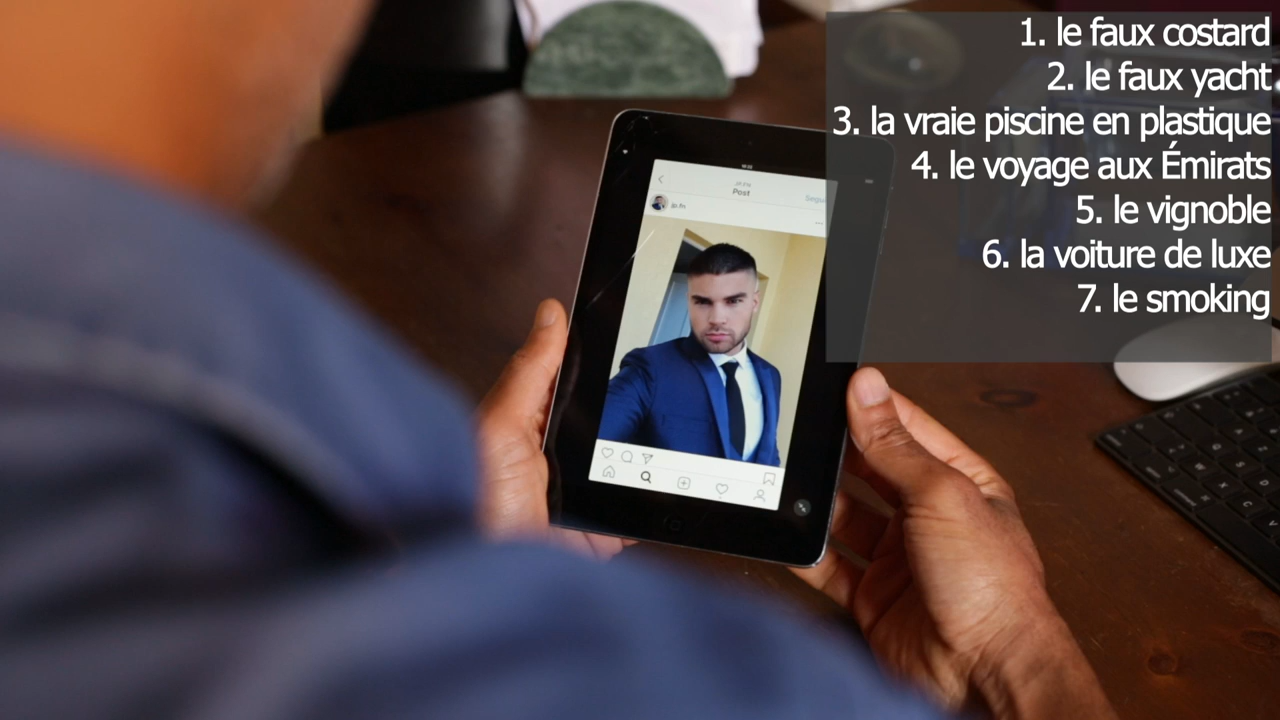 1. le faux costard
2. le faux yacht
3. la vraie piscine en plastique
4. le voyage aux Émirats
5. le vignoble
6. la voiture de luxe
7. le smoking
Post